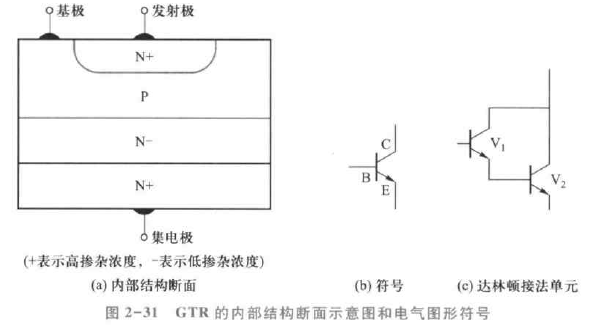 基极
发射极
N+
P
N-
N+
集电极
(+表示高掺杂浓度，-表示低掺杂浓度)
(a) 内部结构断面
C
B
E
(b) 符号
V1
V2
(c) 达林顿接法单元
图 2-31 GTR 的内部结构断面示意图和电气图形符号